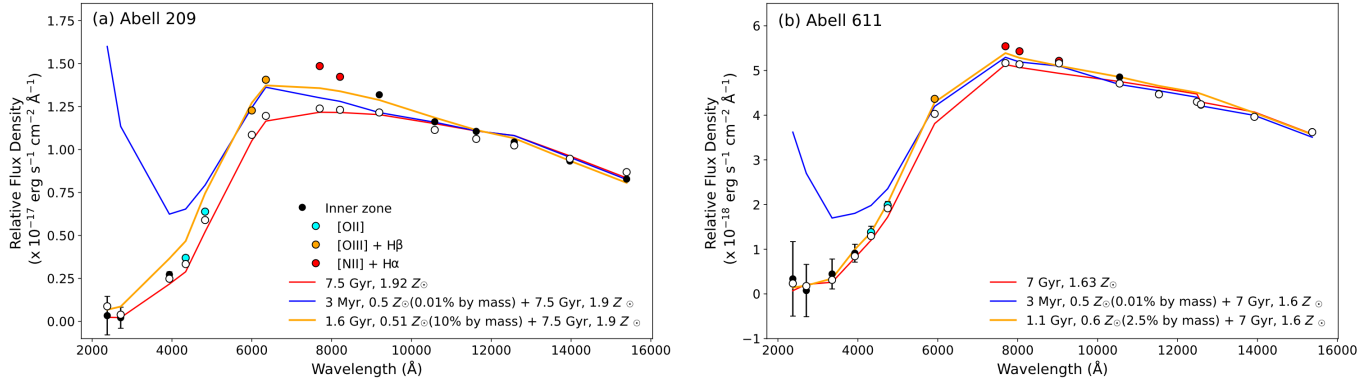 (a) Abell 209
Relative Flux Density
(x 10⁻¹⁷ erg s⁻¹ cm⁻² Å⁻¹)
1.75
1.50
1.25
1.00
0.75
0.50
0.25
0.00
Inner zone
[OII]
[OIII] + Hβ
[NII] + Hα
7.5 Gyr, 1.92 Z☉
3 Myr, 0.5 Z☉(0.01% by mass) + 7.5 Gyr, 1.9 Z☉
1.6 Gyr, 0.51 Z☉(10% by mass) + 7.5 Gyr, 1.9 Z☉
2000 4000 6000 8000 10000 12000 14000 16000
Wavelength (Å)
(b) Abell 611
Relative Flux Density
(x 10⁻¹⁸ erg s⁻¹ cm⁻² Å⁻¹)
6
5
4
3
2
1
0
−1
7 Gyr, 1.63 Z☉
3 Myr, 0.5 Z☉(0.01% by mass) + 7 Gyr, 1.6 Z☉
1.1 Gyr, 0.6 Z☉(2.5% by mass) + 7 Gyr, 1.6 Z☉
2000 4000 6000 8000 10000 12000 14000 16000
Wavelength (Å)